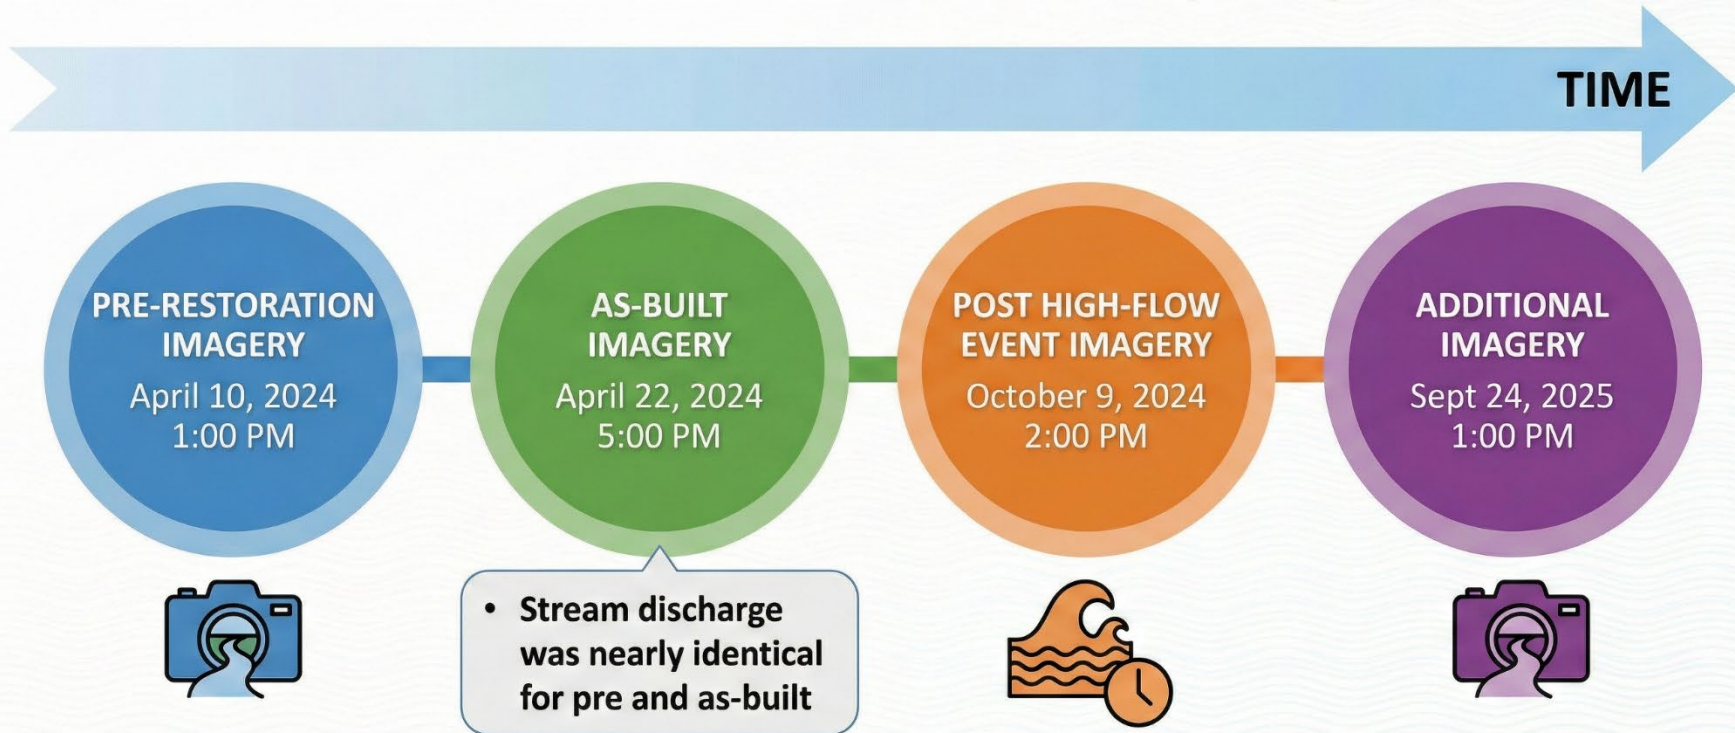 TIME
PRE-RESTORATION
IMAGERY
April 10, 2024
1:00 PM
AS-BUILT
IMAGERY
April 22, 2024
5:00 PM
POST HIGH-FLOW
EVENT IMAGERY
October 9, 2024
2:00 PM
ADDITIONAL
IMAGERY
Sept 24, 2025
1:00 PM
• Stream discharge
was nearly identical
for pre and as-built